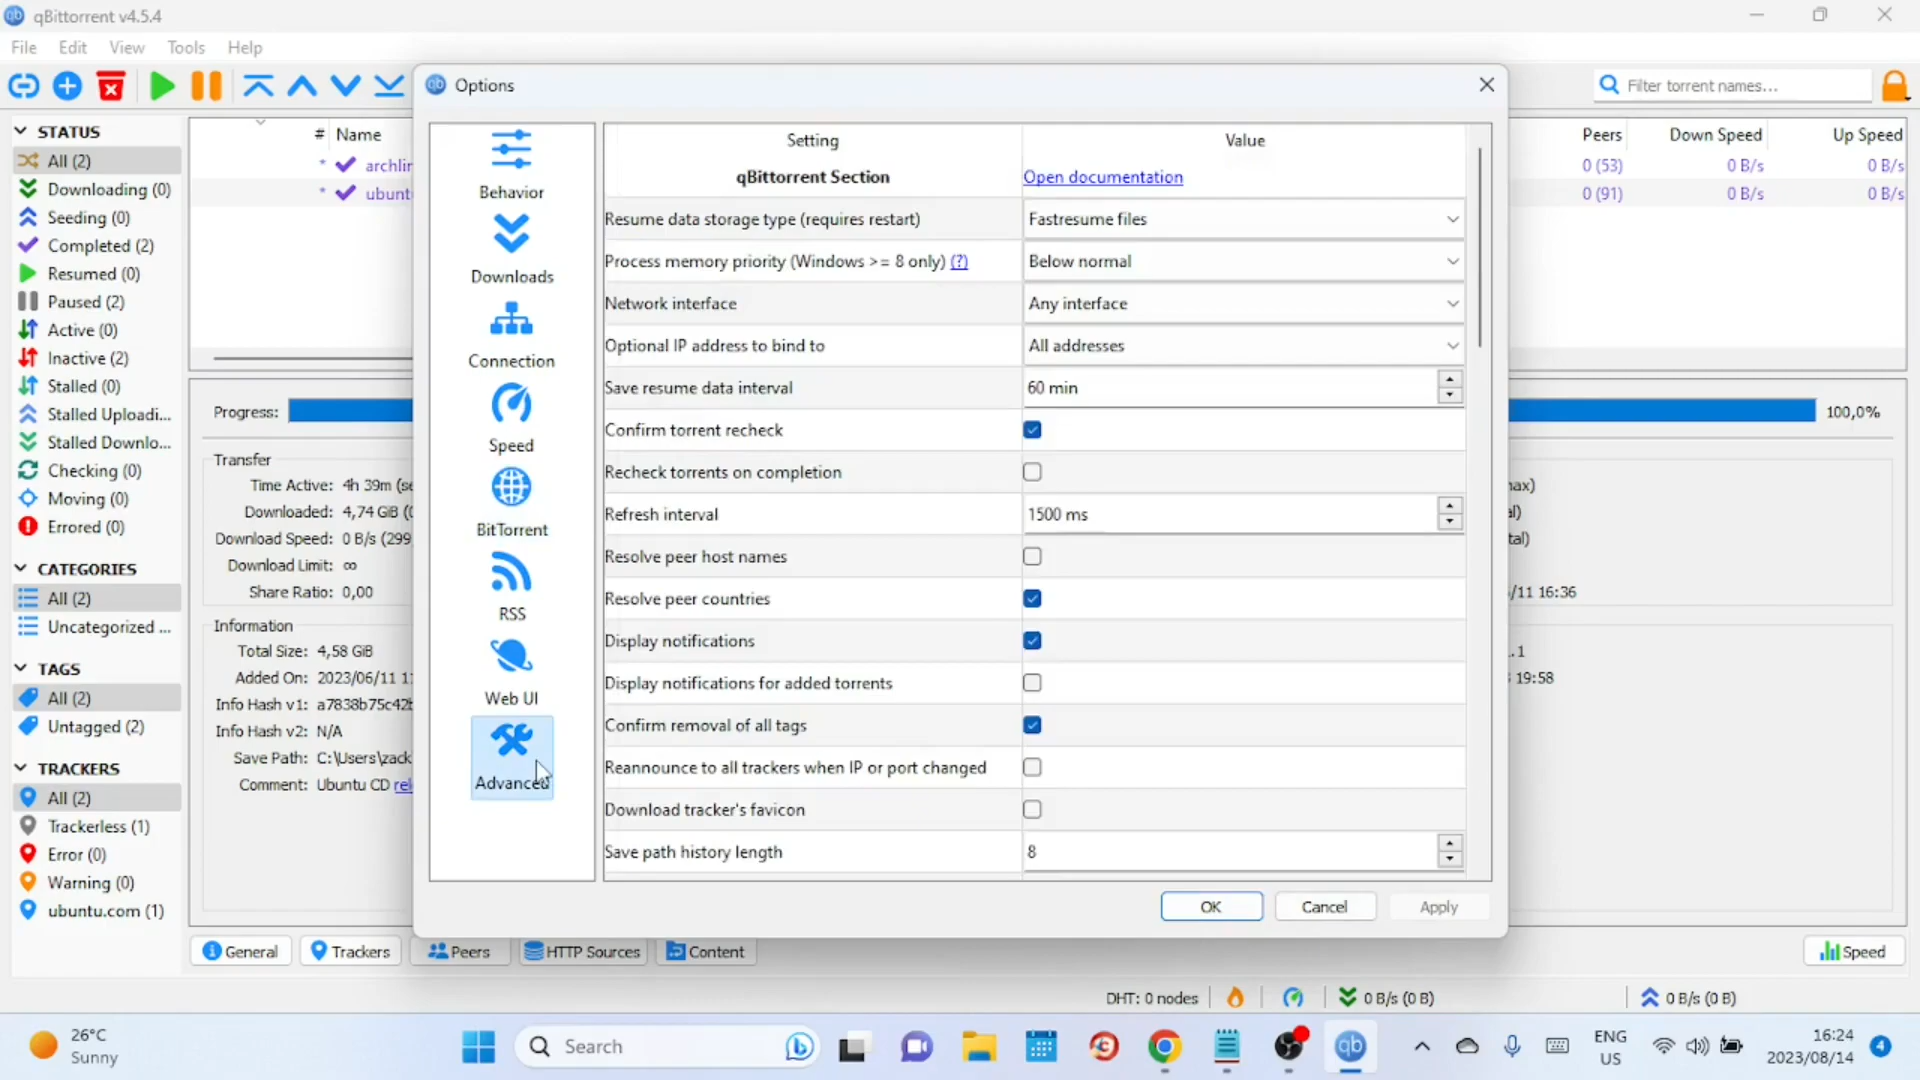 qBittorrent v4.5.4
File Edit View Tools Help
Filter torrent names...
STATUS
All (2)
Downloading (0)
Seeding (0)
Completed (2)
Resumed (0)
Paused (2)
Active (0)
Inactive (2)
Stalled (0)
Stalled Uploadi...
Stalled Downlo...
Checking (0)
Moving (0)
Errored (0)
CATEGORIES
All (2)
Uncategorized ...
TAGS
All (2)
Untagged (2)
TRACKERS
All (2)
Trackerless (1)
Error (0)
Warning (0)
ubuntu.com (1)
# Name
* archlin
* ubunt
Progress:
Transfer
Time Active: 4h 39m (se
Downloaded: 4,74 GiB (
Download Speed: 0 B/s (299
Download Limit: ∞
Share Ratio: 0,00
Information
Total Size: 4,58 GiB
Added On: 2023/06/11 1
Info Hash v1: a7838b75c42
Info Hash v2: N/A
Save Path: C:\Users\zack
Comment: Ubuntu CD rel
Options
Behavior
Downloads
Connection
Speed
BitTorrent
RSS
Web UI
Advanced
Setting Value
qBittorrent Section Open documentation
Resume data storage type (requires restart) Fastresume files
Process memory priority (Windows >= 8 only) (?) Below normal
Network interface Any interface
Optional IP address to bind to All addresses
Save resume data interval 60 min
Confirm torrent recheck
Recheck torrents on completion
Refresh interval 1500 ms
Resolve peer host names
Resolve peer countries
Display notifications
Display notifications for added torrents
Confirm removal of all tags
Reannounce to all trackers when IP or port changed
Download tracker's favicon
Save path history length 8
OK Cancel Apply
Peers Down Speed Up Speed
0 (53) 0 B/s 0 B/s
0 (91) 0 B/s 0 B/s
100,0%
ax)
l)
tal)
/11 16:36
.1
19:58
General Trackers Peers HTTP Sources Content Speed
DHT: 0 nodes 0 B/s (0 B) 0 B/s (0 B)
26°C
Sunny
Search
ENG
US
16:24
2023/08/14
4